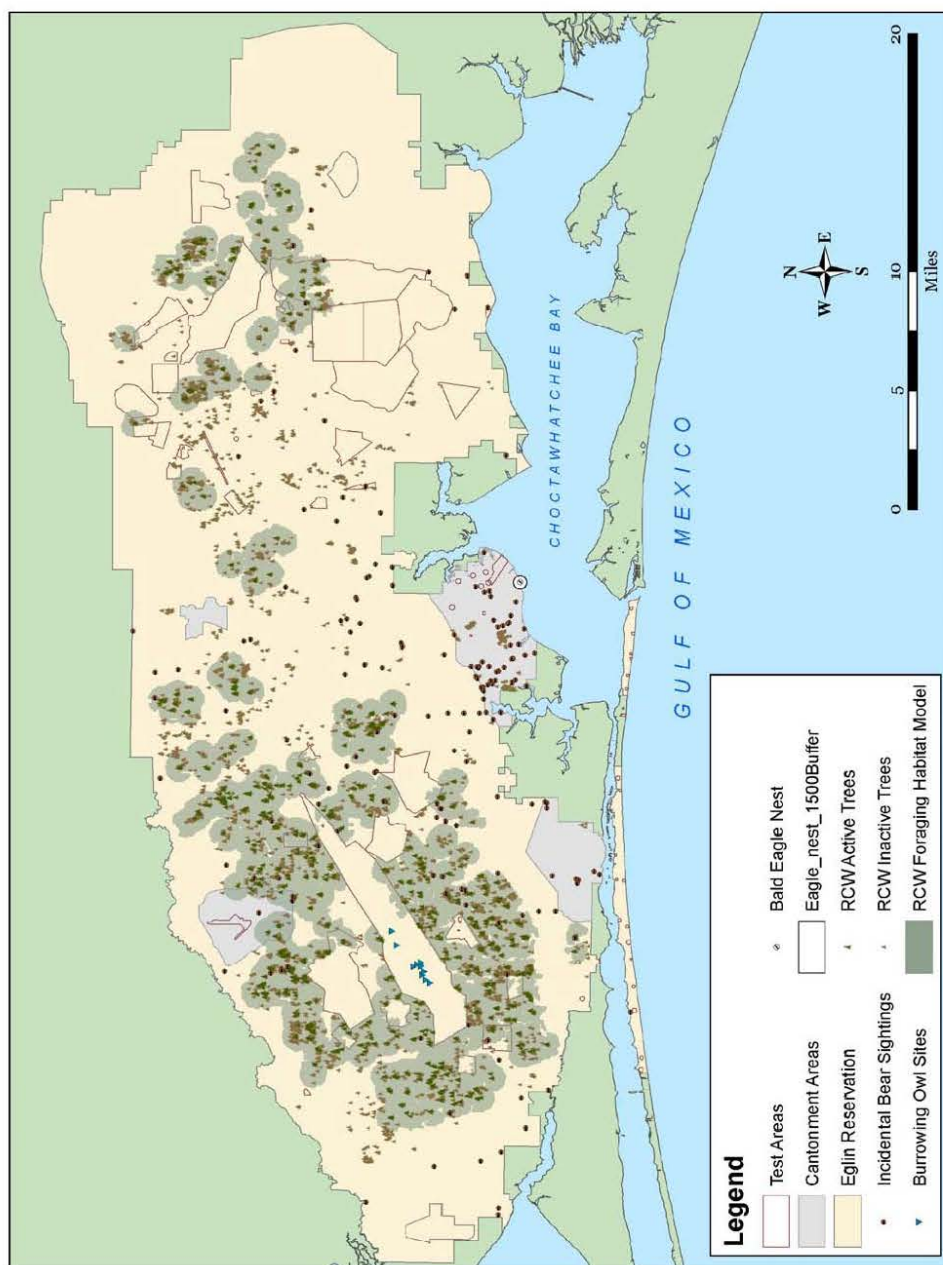 CHOCTAWHATCHEE BAY
GULF OF MEXICO
N
W E
S
0 5 10 20
Miles
Legend
Test Areas
Cantonment Areas
Eglin Reservation
Incidental Bear Sightings
Burrowing Owl Sites
Bald Eagle Nest
Eagle_nest_1500Buffer
RCW Active Trees
RCW Inactive Trees
RCW Foraging Habitat Model